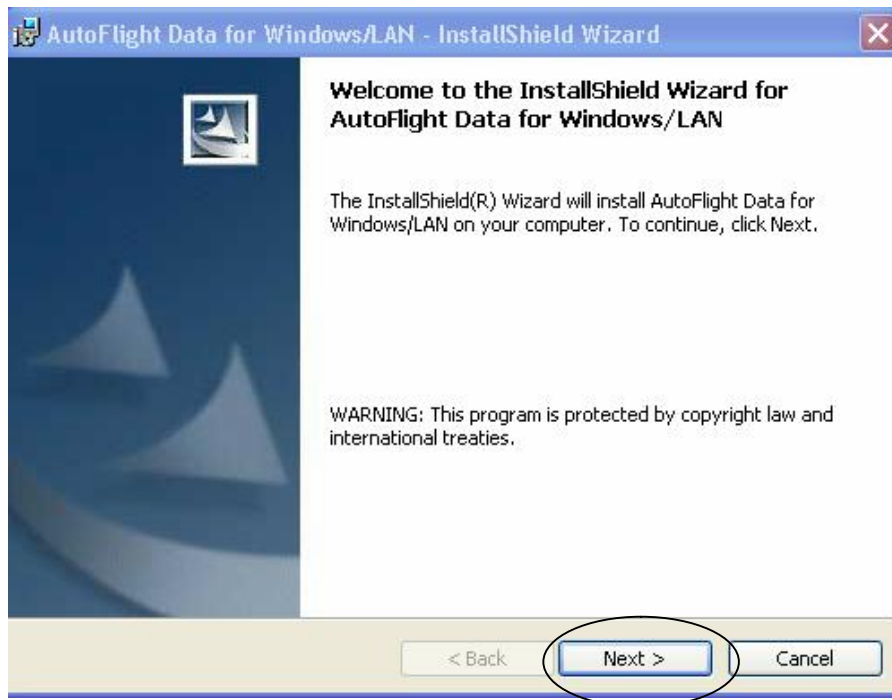 AutoFlight Data for Windows/LAN - InstallShield Wizard
Welcome to the InstallShield Wizard for
AutoFlight Data for Windows/LAN
The InstallShield(R) Wizard will install AutoFlight Data for
Windows/LAN on your computer. To continue, click Next.
WARNING: This program is protected by copyright law and
international treaties.
< Back Next > Cancel